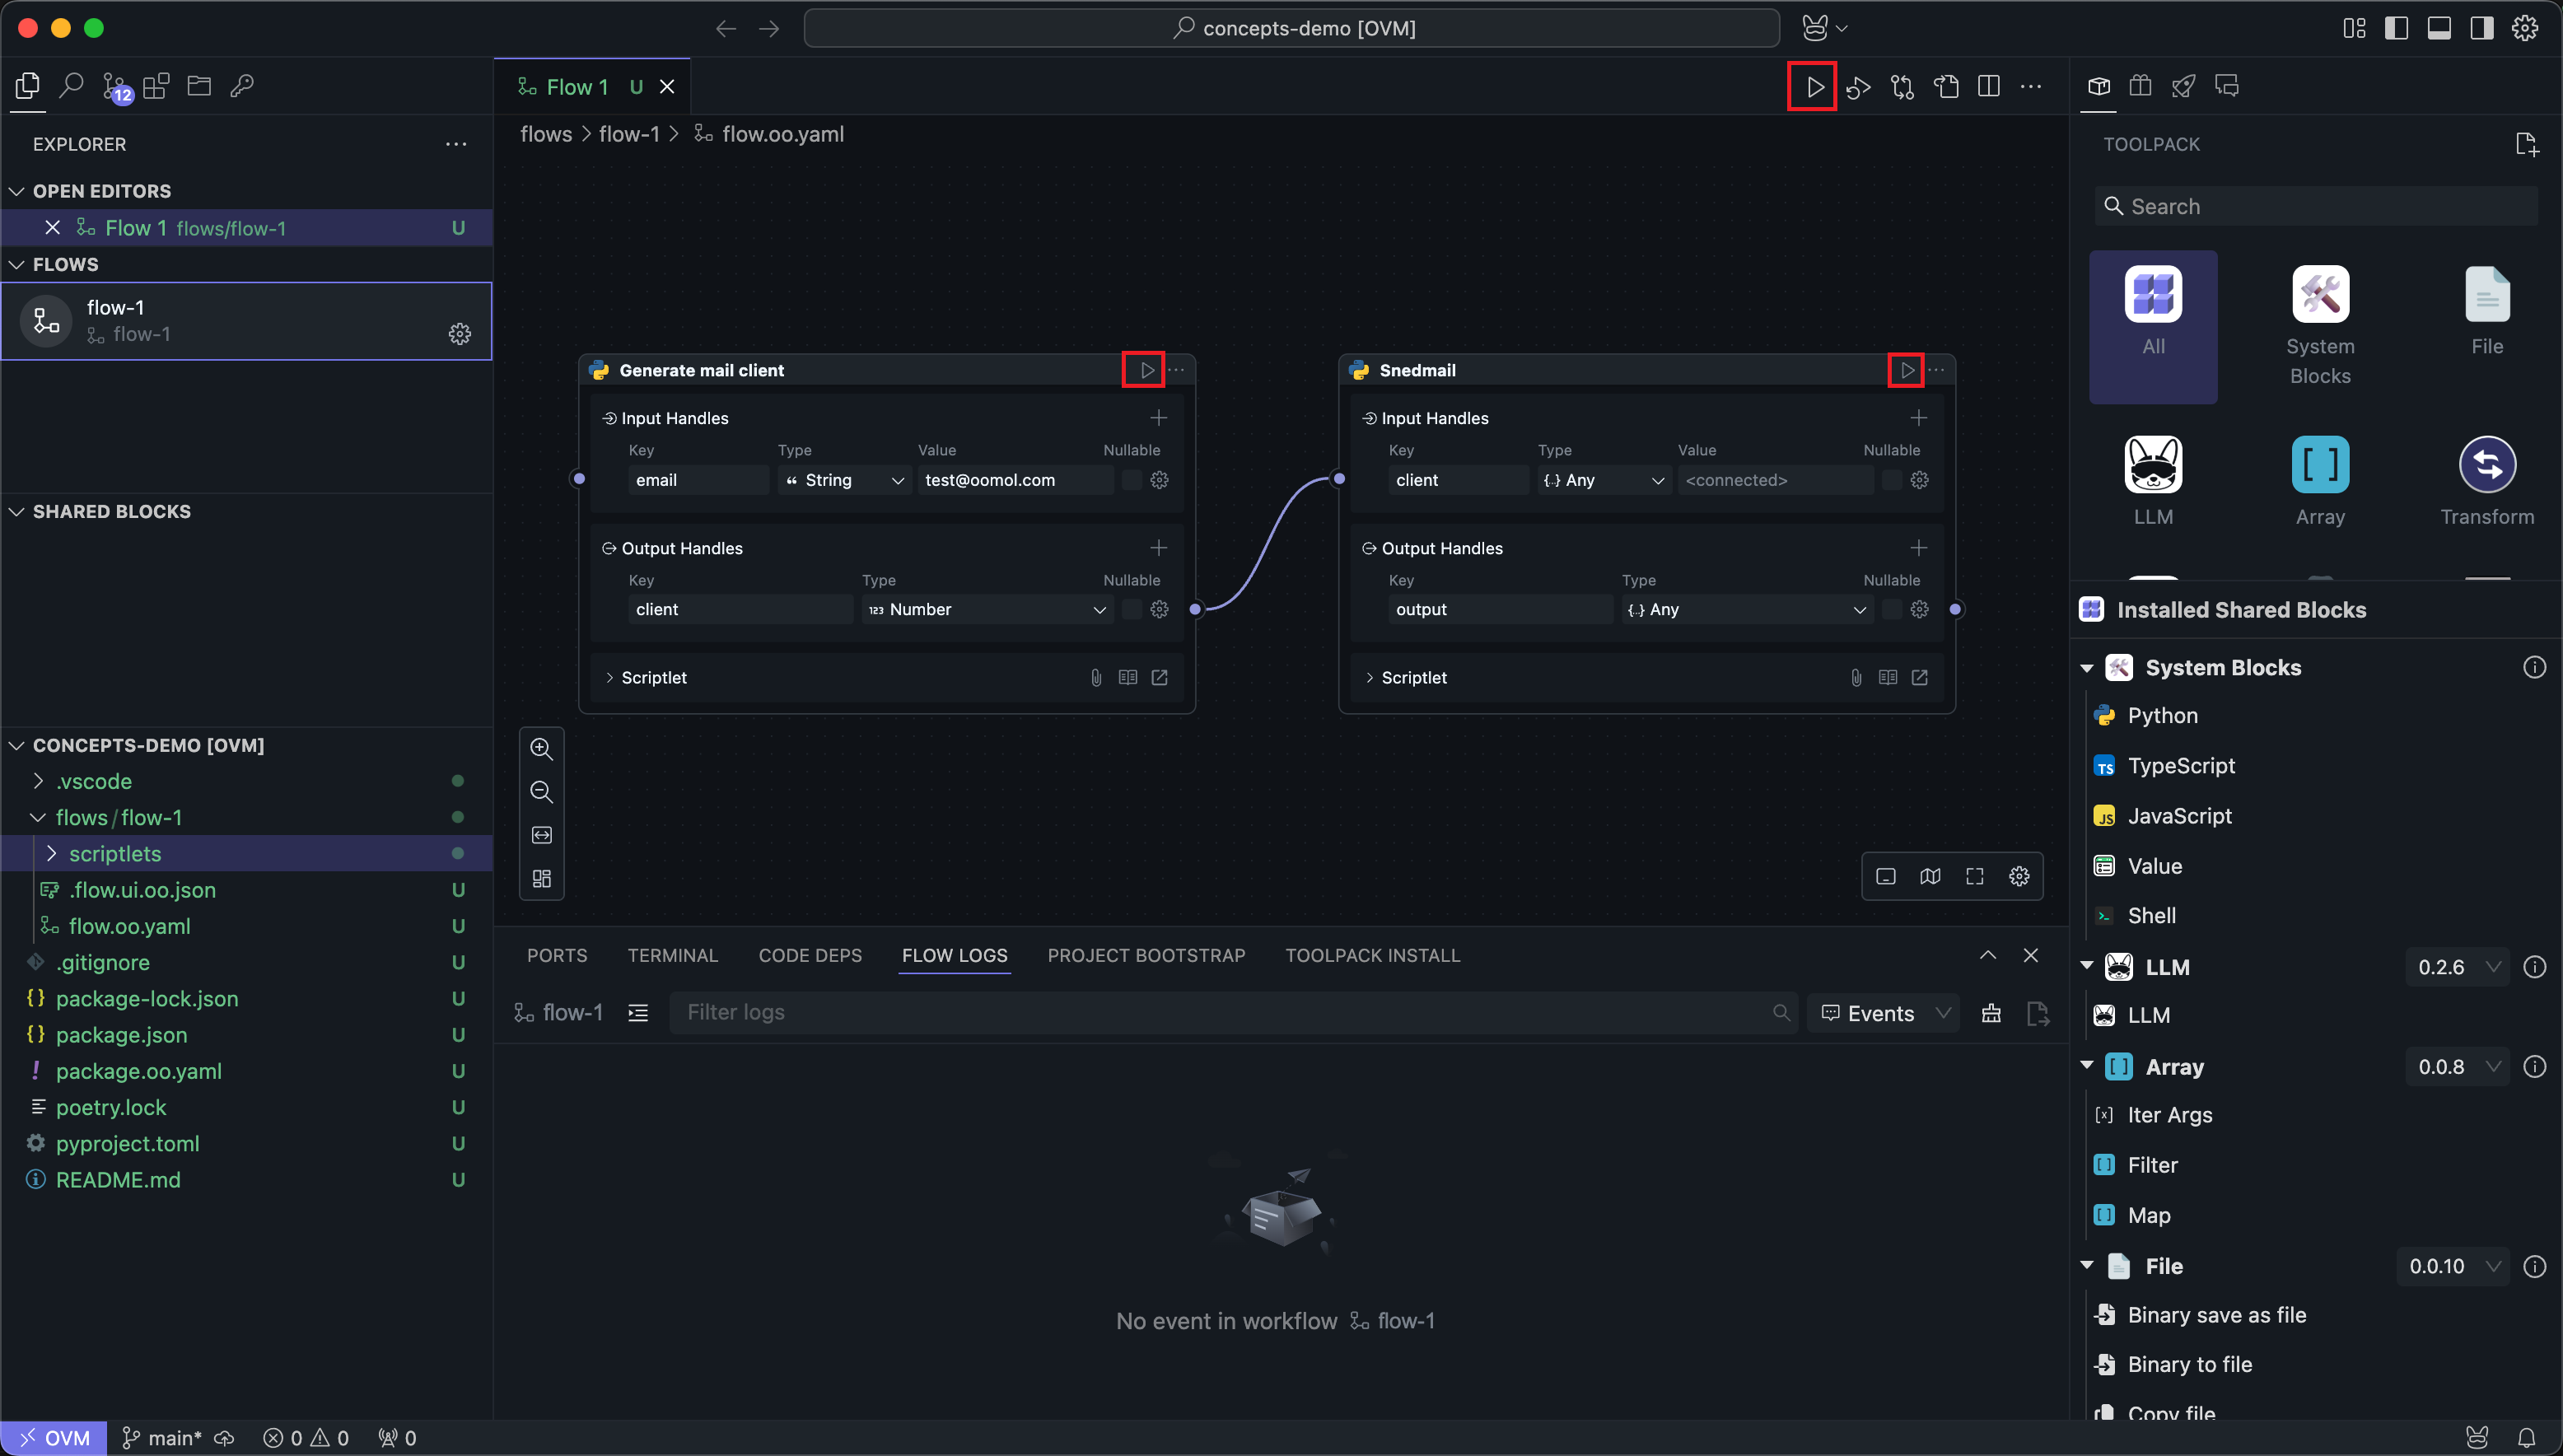 concepts-demo [OVM]
12
EXPLORER
OPEN EDITORS
Flow 1 flows/flow-1 U
FLOWS
flow-1
flow-1
SHARED BLOCKS
CONCEPTS-DEMO [OVM]
.vscode
flows/flow-1
scriptlets
.flow.ui.oo.json U
flow.oo.yaml U
.gitignore U
package-lock.json U
package.json U
package.oo.yaml U
poetry.lock U
pyproject.toml U
README.md U
Flow 1 U
flows > flow-1 > flow.oo.yaml
Generate mail client
Input Handles
Key Type Value Nullable
email String test@oomol.com
Output Handles
Key Type Nullable
client 123 Number
Scriptlet
Snedmail
Input Handles
Key Type Value Nullable
client {..} Any <connected>
Output Handles
Key Type Nullable
output {..} Any
Scriptlet
PORTS TERMINAL CODE DEPS FLOW LOGS PROJECT BOOTSTRAP TOOLPACK INSTALL
flow-1 Filter logs Events
No event in workflow flow-1
TOOLPACK
Search
All System Blocks File
LLM Array Transform
Installed Shared Blocks
System Blocks
Python
TS TypeScript
JS JavaScript
Value
Shell
LLM 0.2.6
LLM
Array 0.0.8
Iter Args
Filter
Map
File 0.0.10
Binary save as file
Binary to file
Copy file
OVM main* 0 0 0